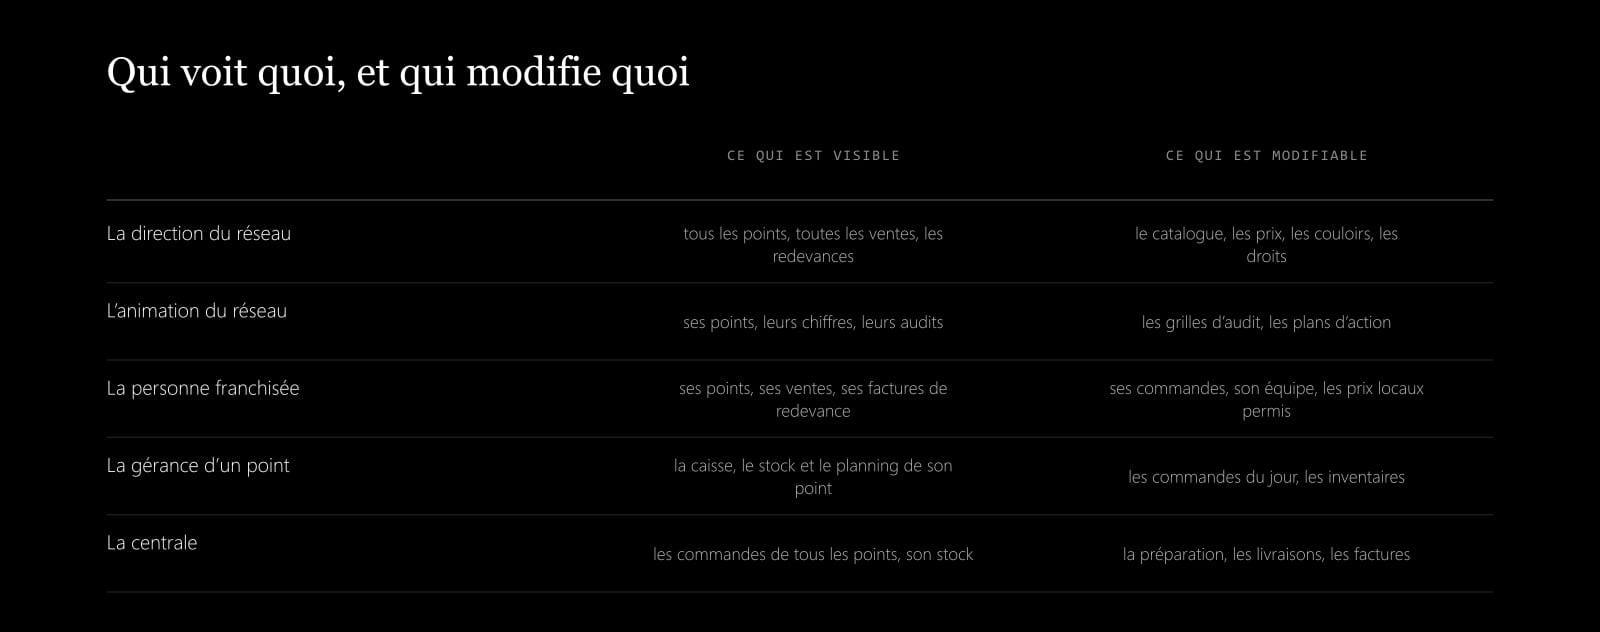 Qui voit quoi, et qui modifie quoi
CE QUI EST VISIBLE
CE QUI EST MODIFIABLE
La direction du réseau
tous les points, toutes les ventes, les
redevances
le catalogue, les prix, les couloirs, les
droits
L’animation du réseau
ses points, leurs chiffres, leurs audits
les grilles d’audit, les plans d’action
La personne franchisée
ses points, ses ventes, ses factures de
redevance
ses commandes, son équipe, les prix locaux
permis
La gérance d’un point
la caisse, le stock et le planning de son
point
les commandes du jour, les inventaires
La centrale
les commandes de tous les points, son stock
la préparation, les livraisons, les factures